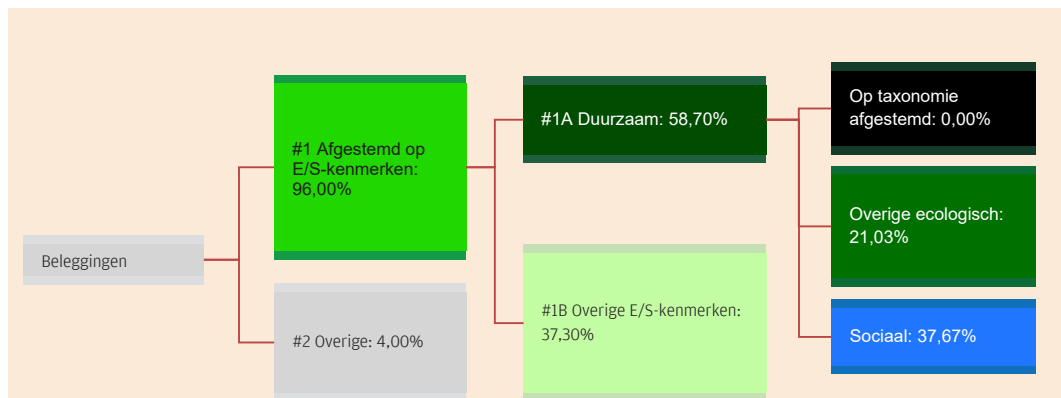 Beleggingen
#1 Afgestemd op
E/S-kenmerken:
96,00%
#2 Overige: 4,00%
#1A Duurzaam: 58,70%
#1B Overige E/S-kenmerken:
37,30%
Op taxonomie
afgestemd: 0,00%
Overige ecologisch:
21,03%
Sociaal: 37,67%